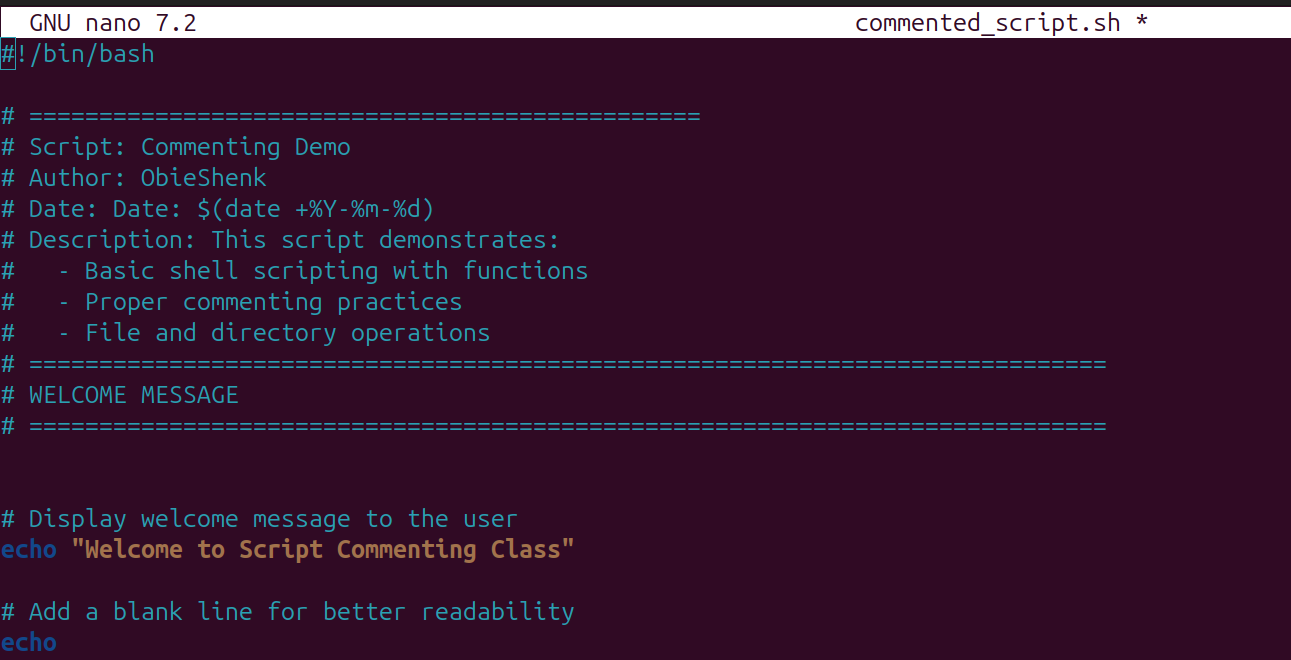 GNU nano 7.2 commented_script.sh *
#!/bin/bash
# ================================================
# Script: Commenting Demo
# Author: ObieShenk
# Date: Date: $(date +%Y-%m-%d)
# Description: This script demonstrates:
#   - Basic shell scripting with functions
#   - Proper commenting practices
#   - File and directory operations
# =============================================================================
# WELCOME MESSAGE
# =============================================================================
# Display welcome message to the user
echo "Welcome to Script Commenting Class"
# Add a blank line for better readability
echo